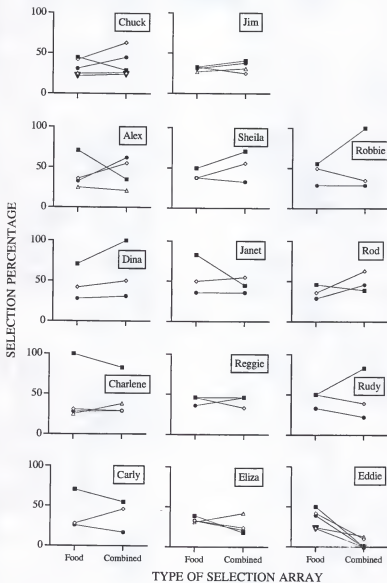 SELECTION PERCENTAGE
100
50
0
Chuck
Jim
100
50
0
Alex
Sheila
Robbie
100
50
0
Dina
Janet
Rod
100
50
0
Charlene
Reggie
Rudy
100
50
0
Carly
Eliza
Eddie
Food Combined Food Combined Food Combined
TYPE OF SELECTION ARRAY